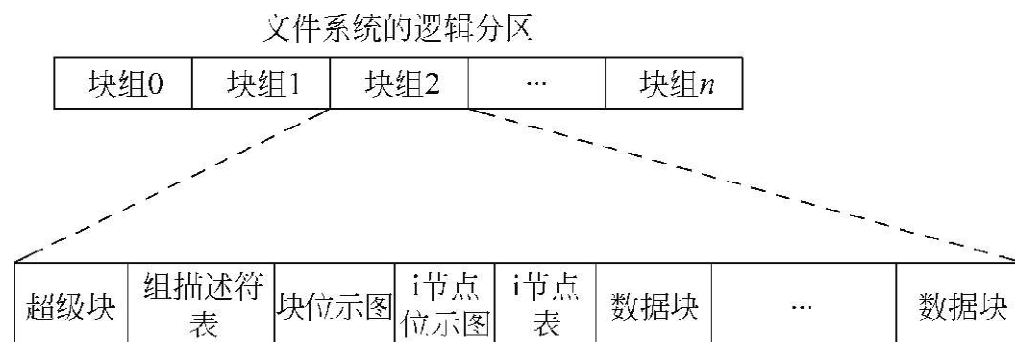 文件系统的逻辑分区
块组0 块组1 块组2 ··· 块组n
超级块 组描述符表 块位示图 i节点位示图 i节点表 数据块 ··· 数据块